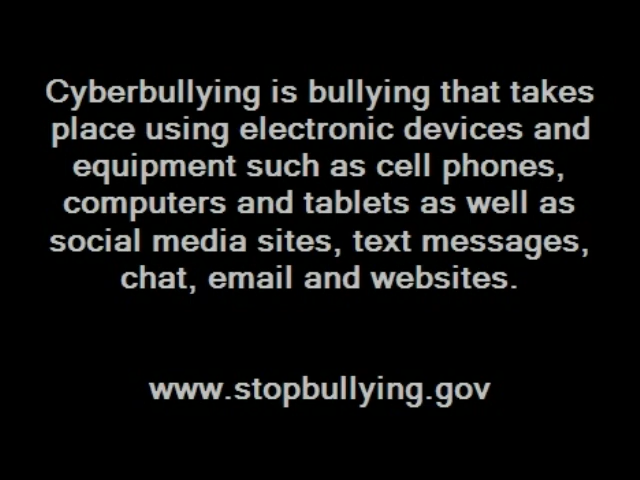 Cyberbullying is bullying that takes
place using electronic devices and
equipment such as cell phones,
computers and tablets as well as
social media sites, text messages,
chat, email and websites.
www.stopbullying.gov